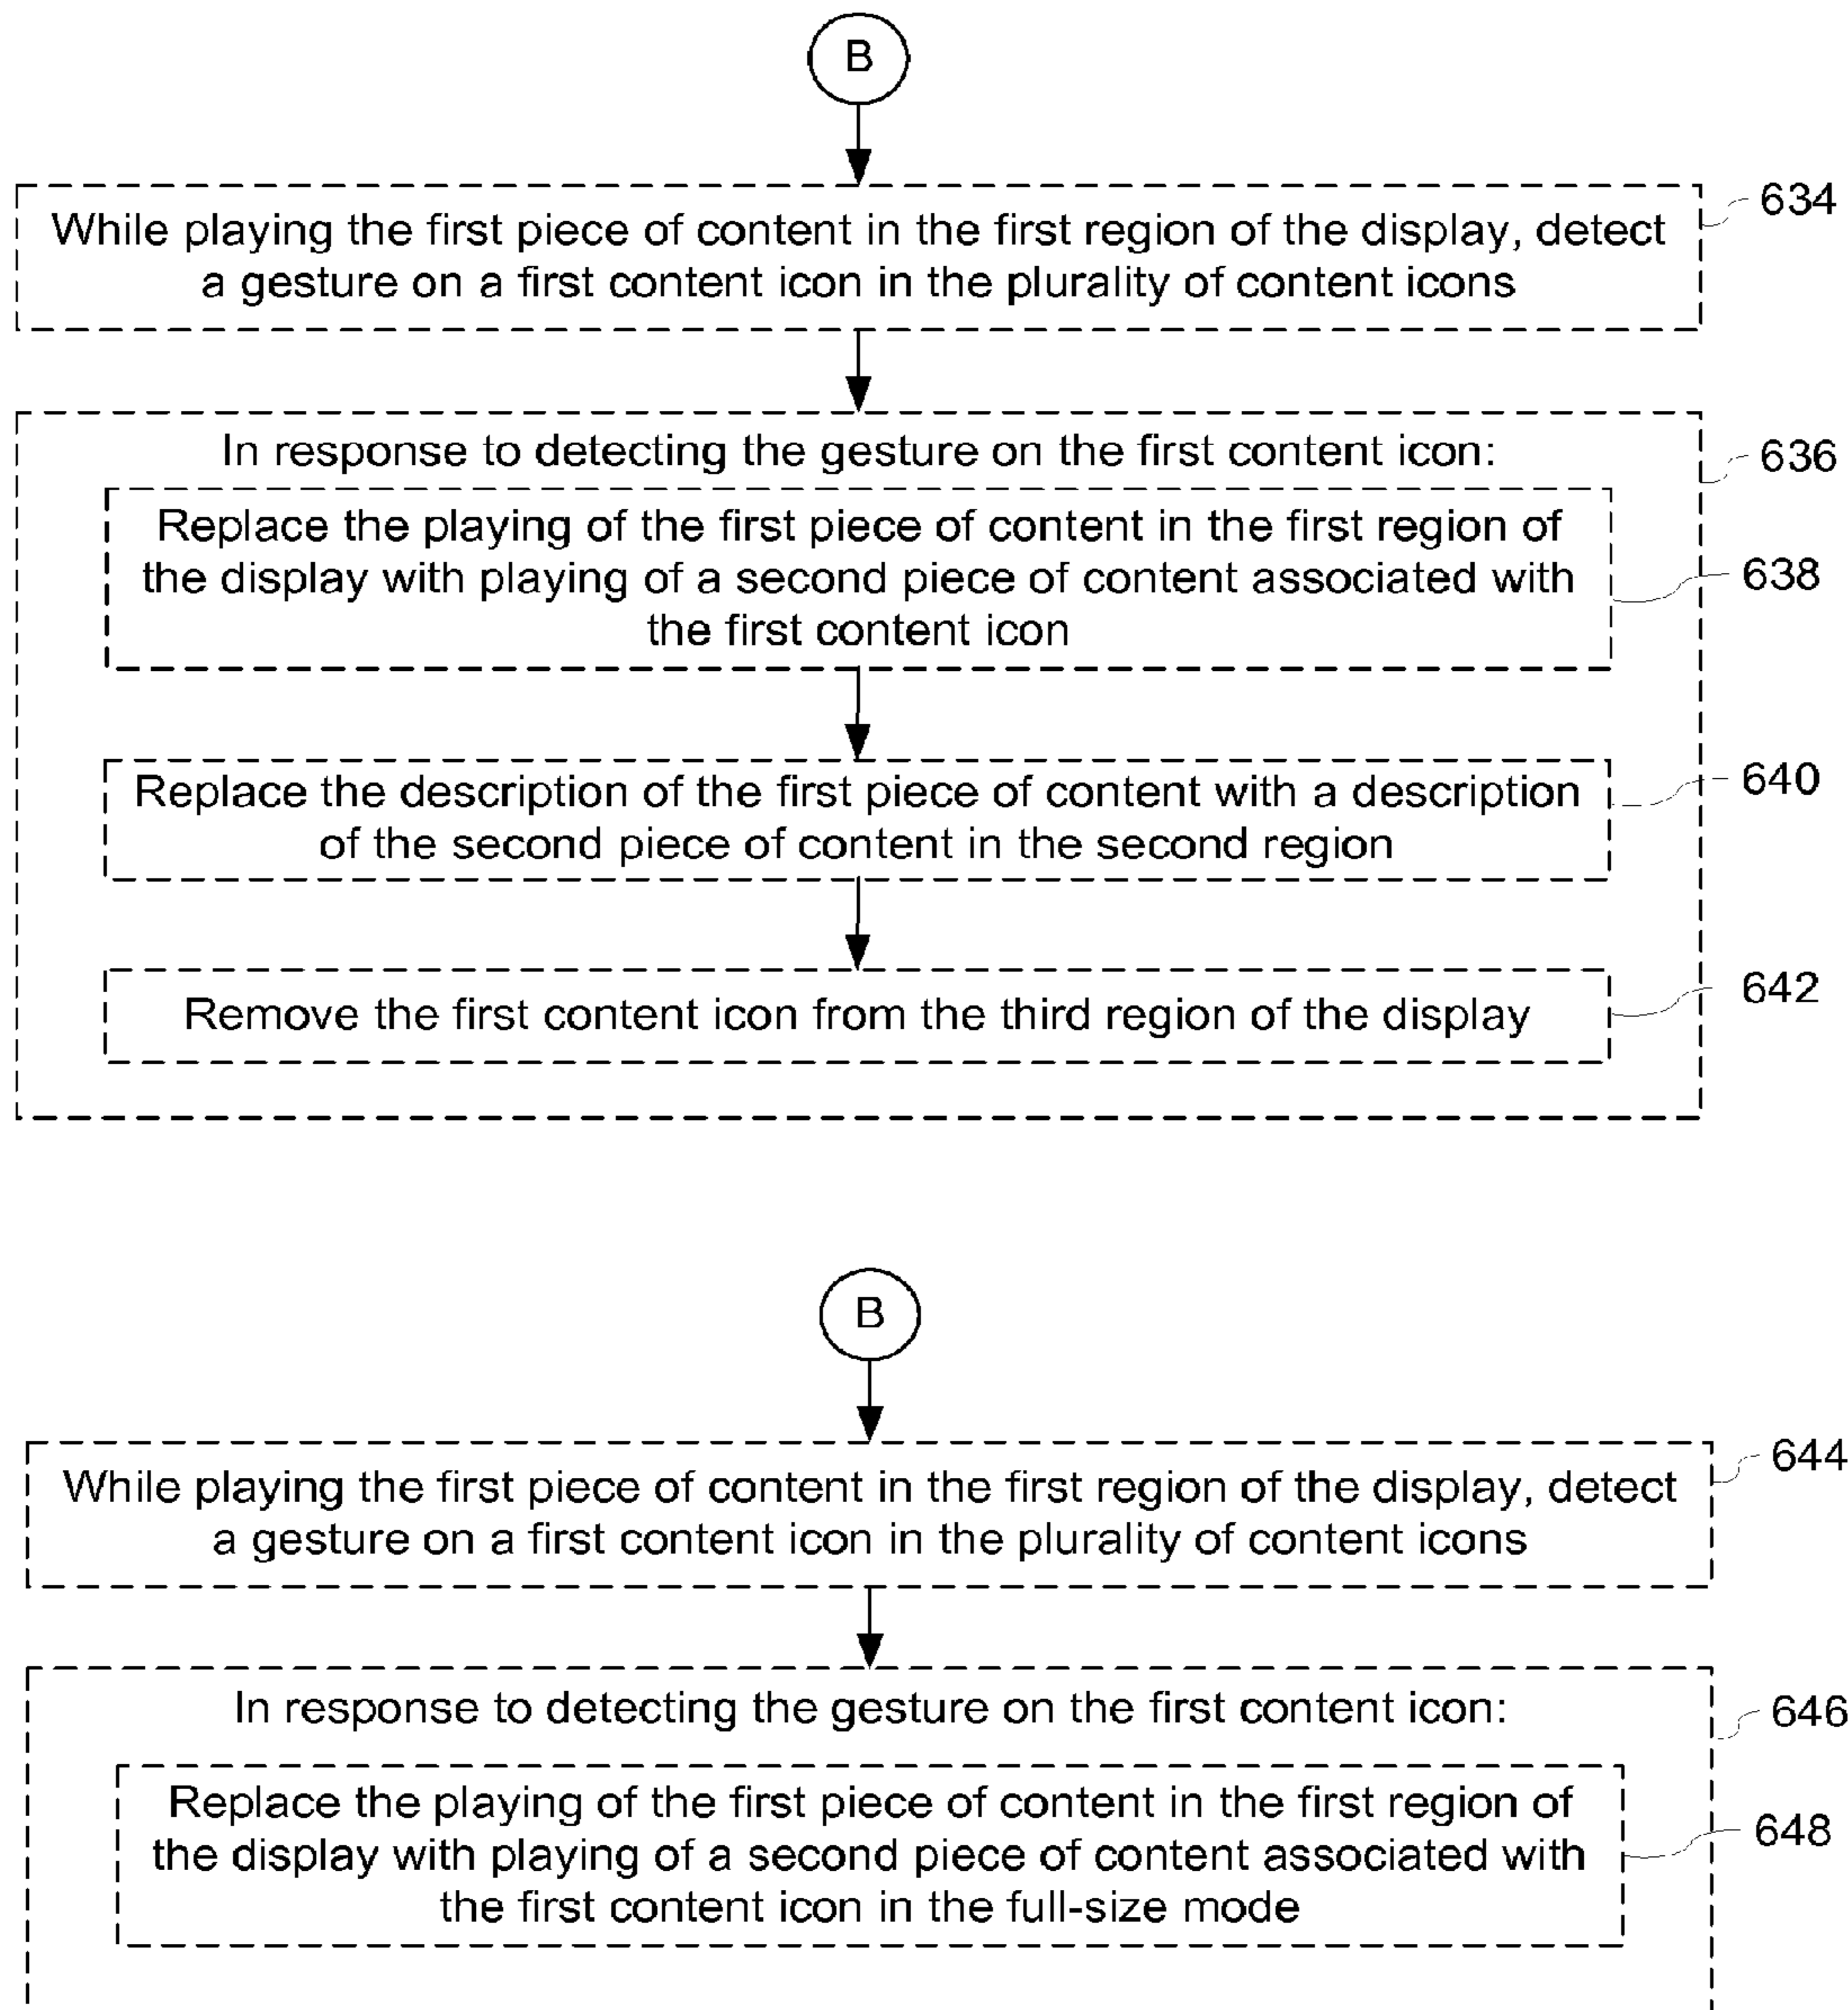 B
634
While playing the first piece of content in the first region of the display, detect
a gesture on a first content icon in the plurality of content icons
In response to detecting the gesture on the first content icon:
636
Replace the playing of the first piece of content in the first region of
the display with playing of a second piece of content associated with
the first content icon
638
Replace the description of the first piece of content with a description
of the second piece of content in the second region
640
Remove the first content icon from the third region of the display
642
B
644
While playing the first piece of content in the first region of the display, detect
a gesture on a first content icon in the plurality of content icons
In response to detecting the gesture on the first content icon:
646
Replace the playing of the first piece of content in the first region of
the display with playing of a second piece of content associated with
the first content icon in the full-size mode
648